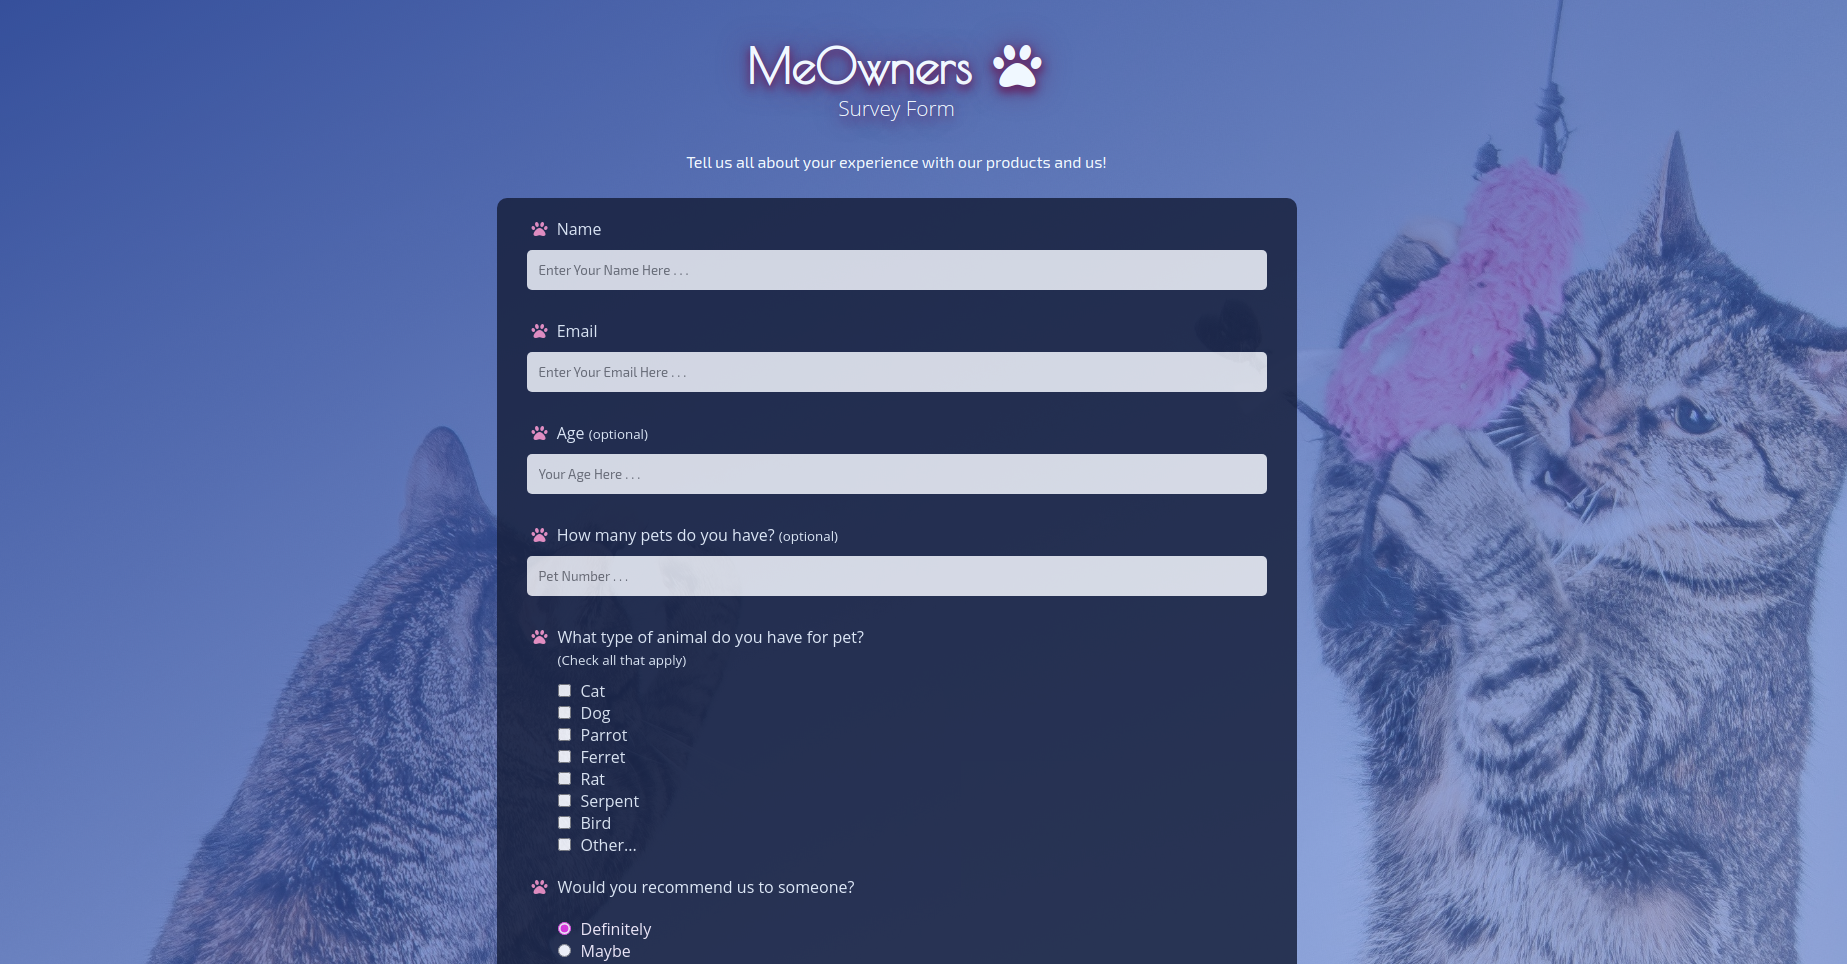 MeOwners
Survey Form
Tell us all about your experience with our products and us!
Name
Enter Your Name Here . . .
Email
Enter Your Email Here . . .
Age (optional)
Your Age Here . . .
How many pets do you have? (optional)
Pet Number . . .
What type of animal do you have for pet?
(Check all that apply)
Cat
Dog
Parrot
Ferret
Rat
Serpent
Bird
Other...
Would you recommend us to someone?
Definitely
Maybe